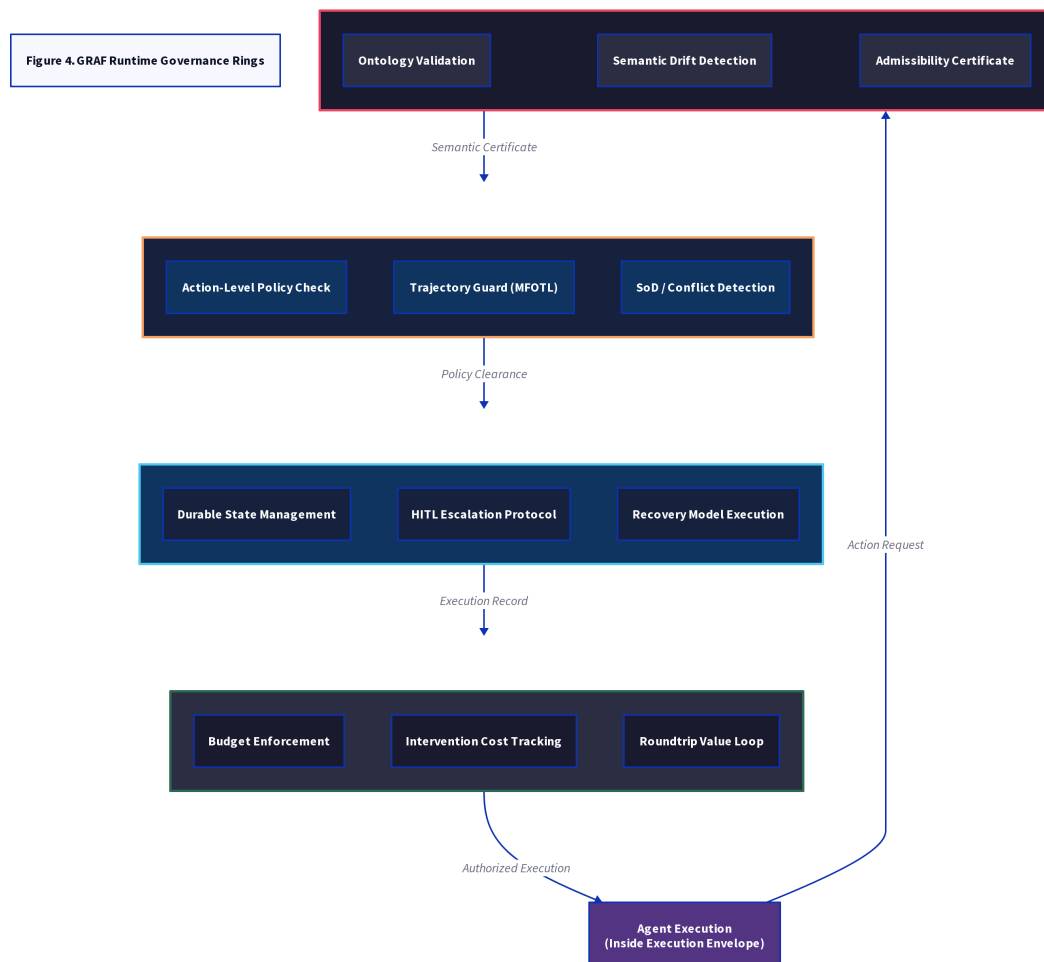 Figure 4. GRAF Runtime Governance Rings
Ontology Validation
Semantic Drift Detection
Admissibility Certificate
Semantic Certificate
Action-Level Policy Check
Trajectory Guard (MFOTL)
SoD / Conflict Detection
Policy Clearance
Durable State Management
HITL Escalation Protocol
Recovery Model Execution
Action Request
Execution Record
Budget Enforcement
Intervention Cost Tracking
Roundtrip Value Loop
Authorized Execution
Agent Execution
(Inside Execution Envelope)